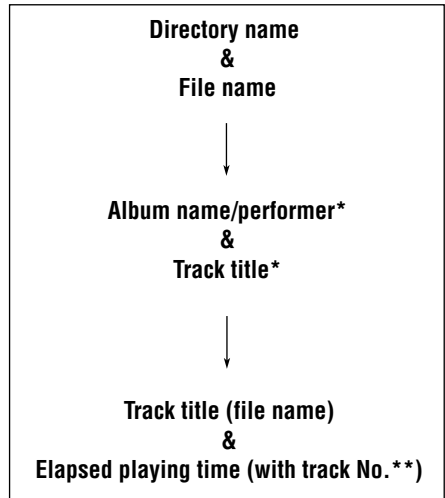 Directory name
&
File name
Album name/performer*
&
Track title*
Track title (file name)
&
Elapsed playing time (with track No.**)